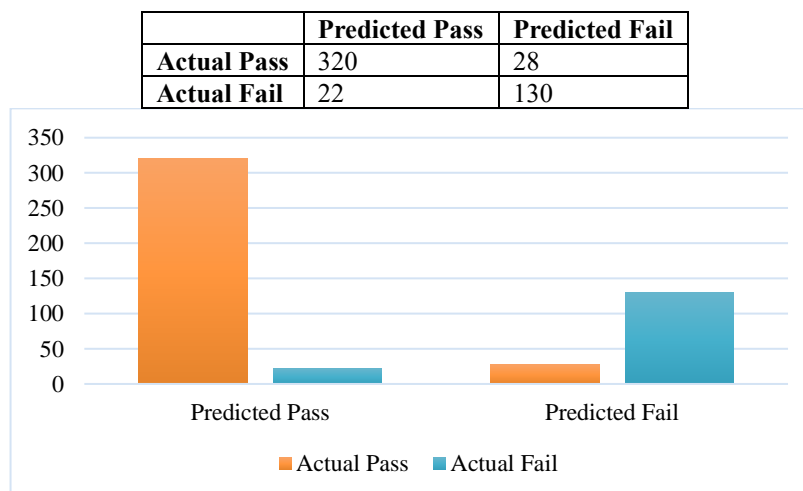 Predicted Pass Predicted Fail
Actual Pass 320 28
Actual Fail 22 130
350
300
250
200
150
100
50
0
Predicted Pass Predicted Fail
Actual Pass Actual Fail